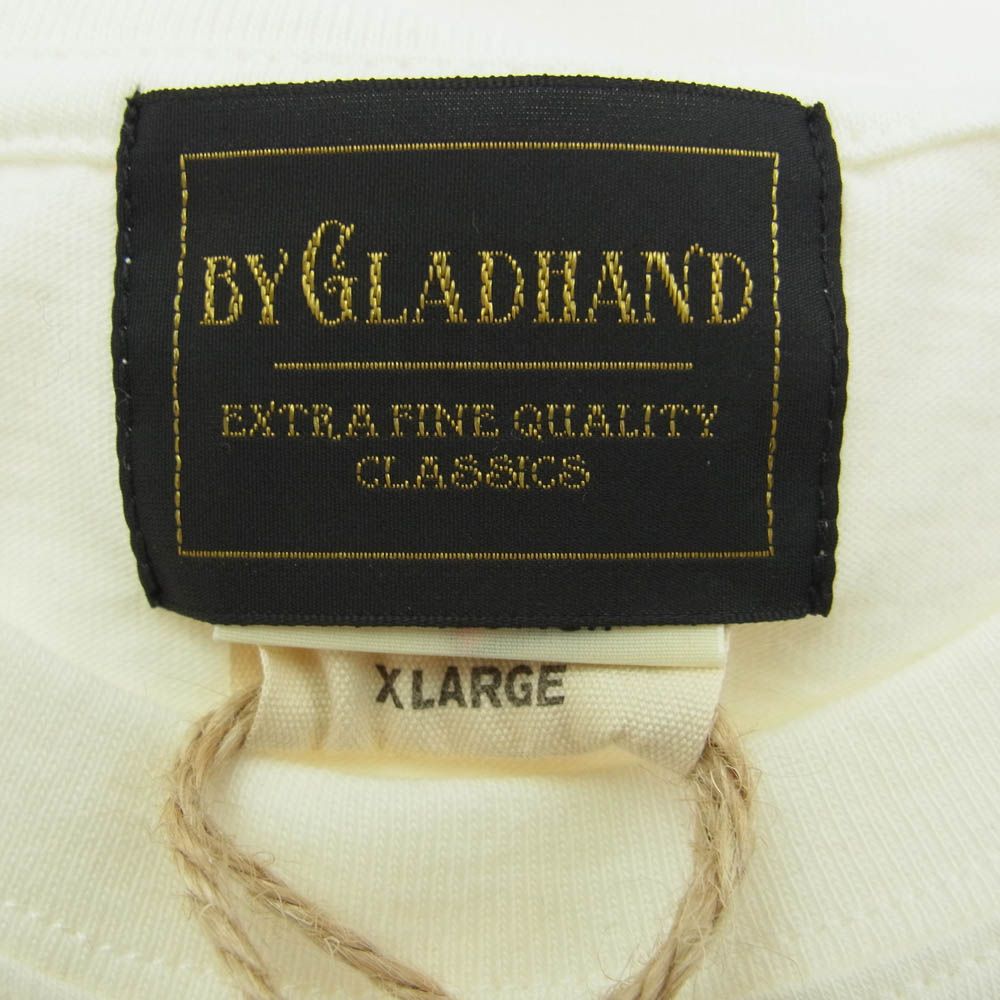 BY GLADHAND
EXTRA FINE QUALITY
CLASSICS
XLARGE